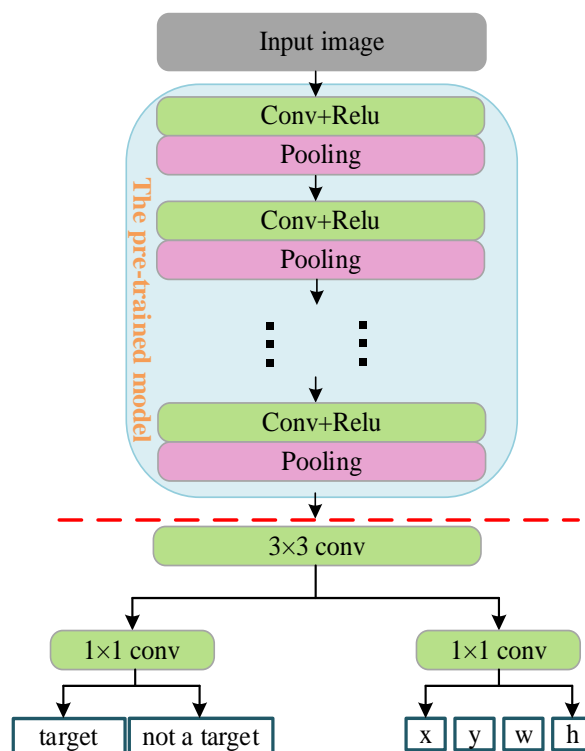 Input image
Conv+Relu
Pooling
Conv+Relu
Pooling
The pre-trained model
Conv+Relu
Pooling
3×3 conv
1×1 conv 1×1 conv
target not a target x y w h